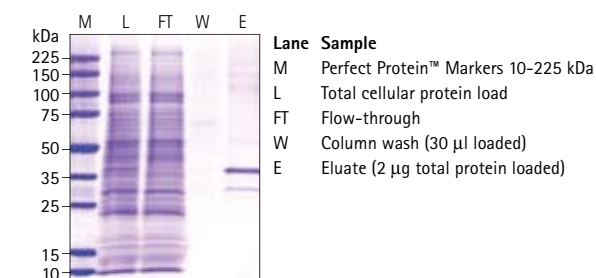 M L FT W E
kDa
225
150
100
75
50
35
25
15
10
Lane Sample
M Perfect Protein™ Markers 10-225 kDa
L Total cellular protein load
FT Flow-through
W Column wash (30 µl loaded)
E Eluate (2 µg total protein loaded)